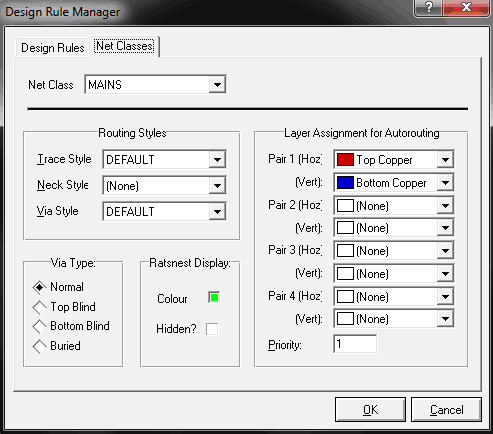 Design Rule Manager
Design Rules
Net Classes
Net Class MAINS
Routing Styles
Trace Style DEFAULT
Neck Style (None)
Via Style DEFAULT
Via Type:
Normal
Top Blind
Bottom Blind
Buried
Ratsnest Display:
Colour
Hidden?
Layer Assignment for Autorouting
Pair 1 (Hoz) Top Copper
(Vert): Bottom Copper
Pair 2 (Hoz) (None)
(Vert): (None)
Pair 3 (Hoz) (None)
(Vert): (None)
Pair 4 (Hoz) (None)
(Vert): (None)
Priority: 1
OK
Cancel